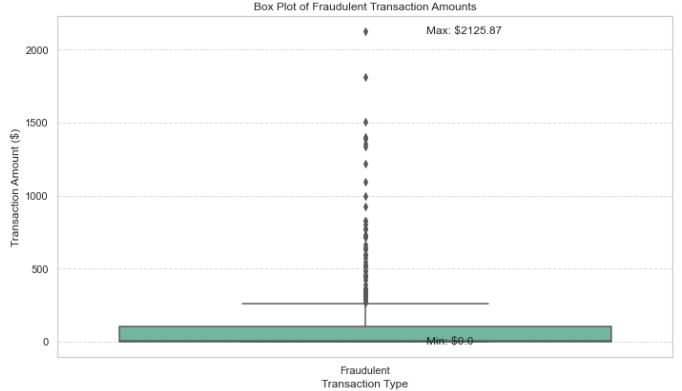 Box Plot of Fraudulent Transaction Amounts
Max: $2125.87
2000
1500
1000
500
0
Transaction Amount ($)
Min: $0.0
Fraudulent
Transaction Type